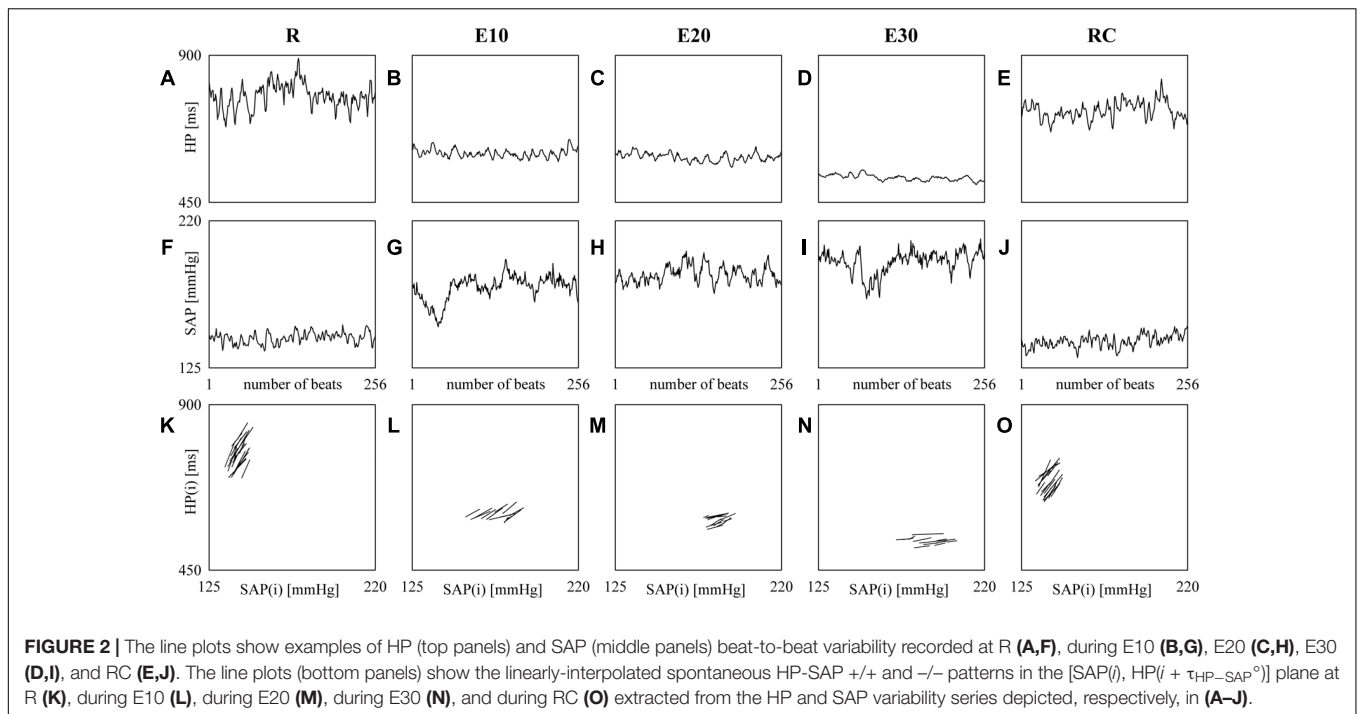 R E10 E20 E30 RC
900
A B C D E
HP [ms]
450
220
F G H I J
SAP [mmHg]
125
1 number of beats 256 1 number of beats 256 1 number of beats 256 1 number of beats 256 1 number of beats 256
900
K L M N O
HP(i) [ms]
450
125 SAP(i) [mmHg] 220 125 SAP(i) [mmHg] 220 125 SAP(i) [mmHg] 220 125 SAP(i) [mmHg] 220 125 SAP(i) [mmHg] 220
FIGURE 2 | The line plots show examples of HP (top panels) and SAP (middle panels) beat-to-beat variability recorded at R (A,F), during E10 (B,G), E20 (C,H), E30
(D,I), and RC (E,J). The line plots (bottom panels) show the linearly-interpolated spontaneous HP-SAP +/+ and −/− patterns in the [SAP(i), HP(i + τHP−SAP°)] plane at
R (K), during E10 (L), during E20 (M), during E30 (N), and during RC (O) extracted from the HP and SAP variability series depicted, respectively, in (A–J).